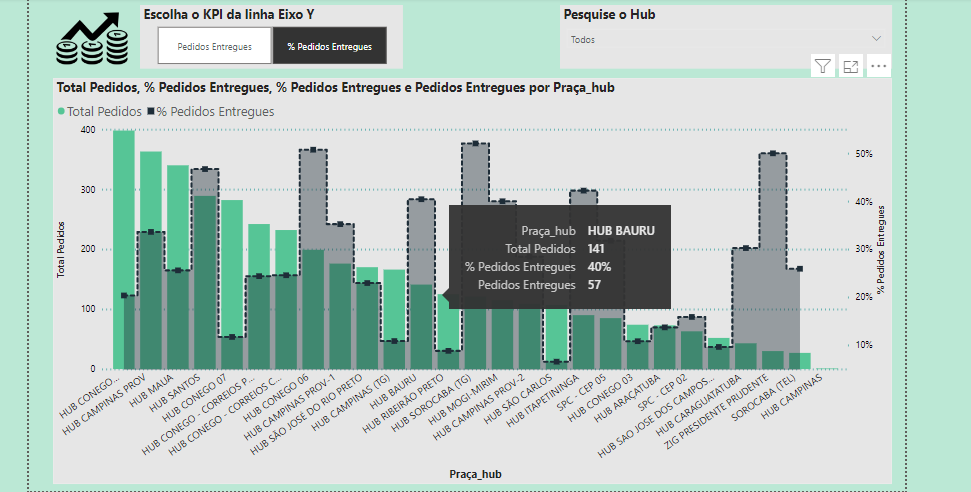 Escolha o KPI da linha Eixo Y
Pedidos Entregues
% Pedidos Entregues
Pesquise o Hub
Todos
Total Pedidos, % Pedidos Entregues, % Pedidos Entregues e Pedidos Entregues por Praça_hub
Total Pedidos
% Pedidos Entregues
400
300
200
100
0
Total Pedidos
50%
40%
30%
20%
10%
% Pedidos Entregues
Praça_hub HUB BAURU
Total Pedidos 141
% Pedidos Entregues 40%
Pedidos Entregues 57
HUB CONEGO...
HUB CAMPINAS PROV
HUB MAUA
HUB SANTOS
HUB CONEGO 07
HUB CONEGO - CORREIOS P...
HUB CONEGO - CORREIOS C...
HUB CONEGO 06
HUB CAMPINAS PROV-1
HUB SÃO JOSÉ DO RIO PRETO
HUB CAMPINAS (TG)
HUB BAURU
HUB RIBEIRÃO PRETO
HUB SOROCABA (TG)
HUB MOGI-MIRIM
HUB CAMPINAS PROV-2
HUB SÃO CARLOS
HUB ITAPETININGA
SPC - CEP 05
HUB CONEGO 03
HUB ARAÇATUBA
SPC - CEP 02
HUB SAO JOSE DOS CAMPOS...
HUB CARAGUATATUBA
ZIG PRESIDENTE PRUDENTE
SOROCABA (TEL)
HUB CAMPINAS
Praça_hub